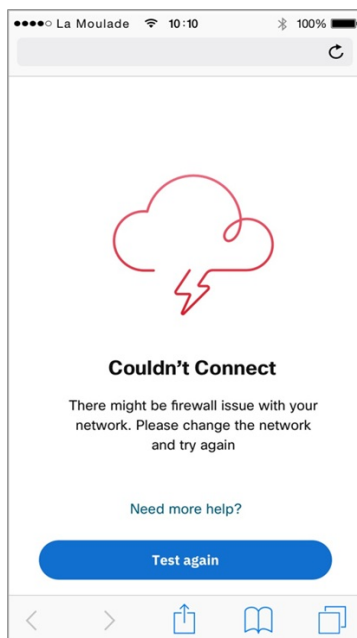 La Moulade 10:10 100%
Couldn’t Connect
There might be firewall issue with your
network. Please change the network
and try again
Need more help?
Test again